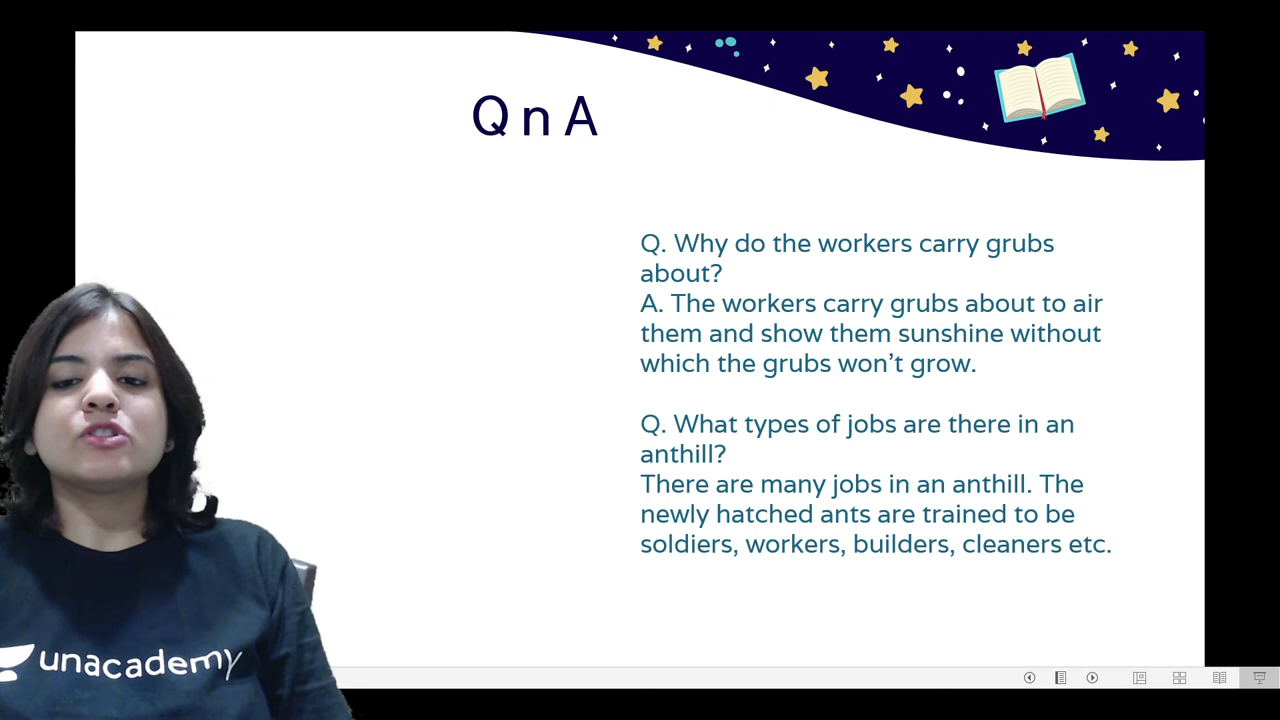 QnA
Q. Why do the workers carry grubs
about?
A. The workers carry grubs about to air
them and show them sunshine without
which the grubs won’t grow.
Q. What types of jobs are there in an
anthill?
There are many jobs in an anthill. The
newly hatched ants are trained to be
soldiers, workers, builders, cleaners etc.
unacademy